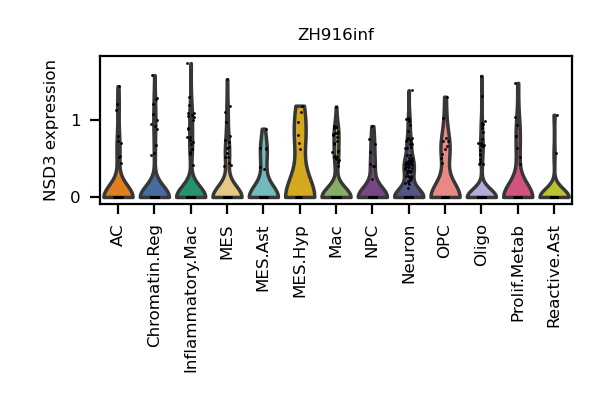 ZH916inf
NSD3 expression
1
0
AC
Chromatin.Reg
Inflammatory.Mac
MES
MES.Ast
MES.Hyp
Mac
NPC
Neuron
OPC
Oligo
Prolif.Metab
Reactive.Ast